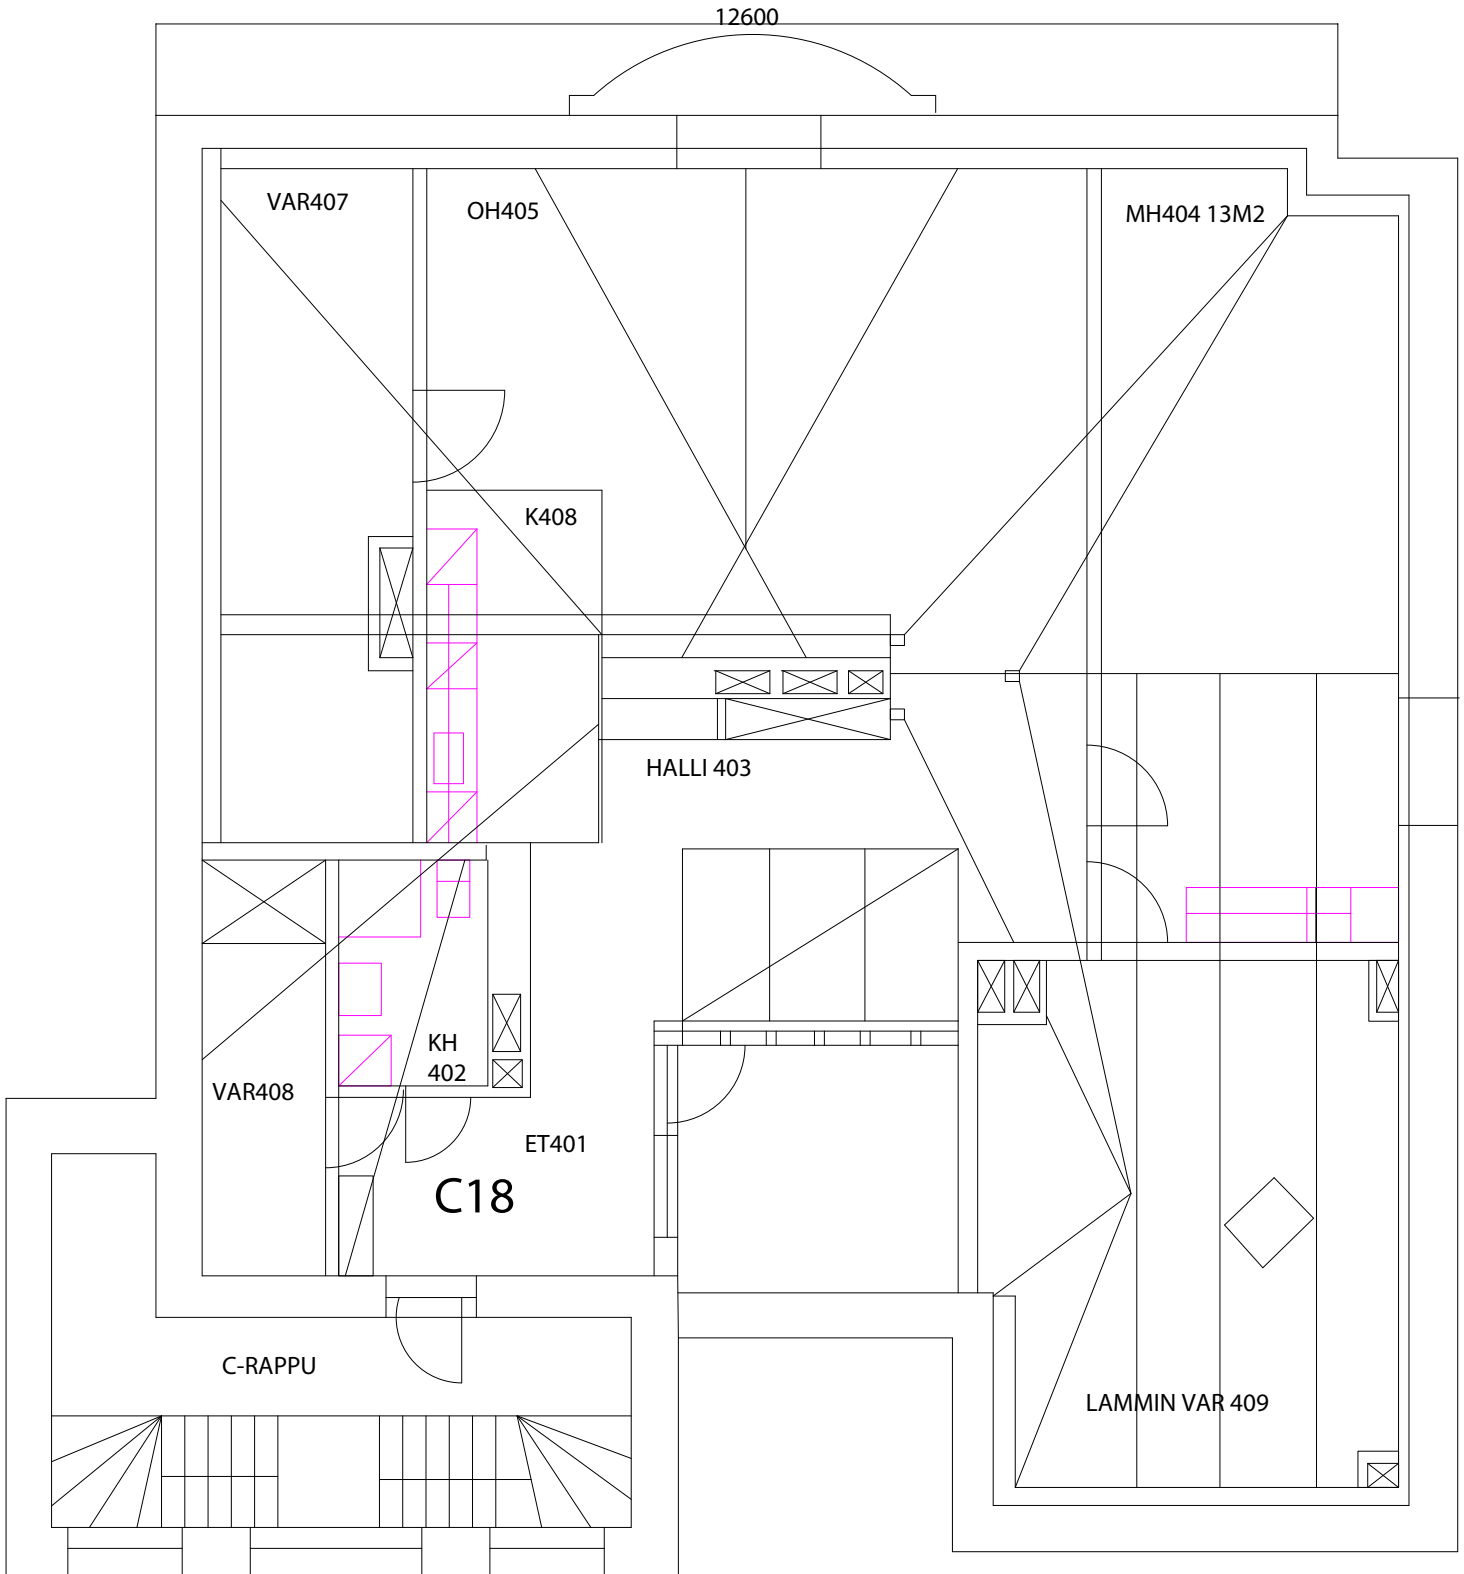 12600
VAR407
OH405
MH404 13M2
K408
HALLI 403
KH
402
VAR408
ET401
C18
C-RAPPU
LAMMIN VAR 409